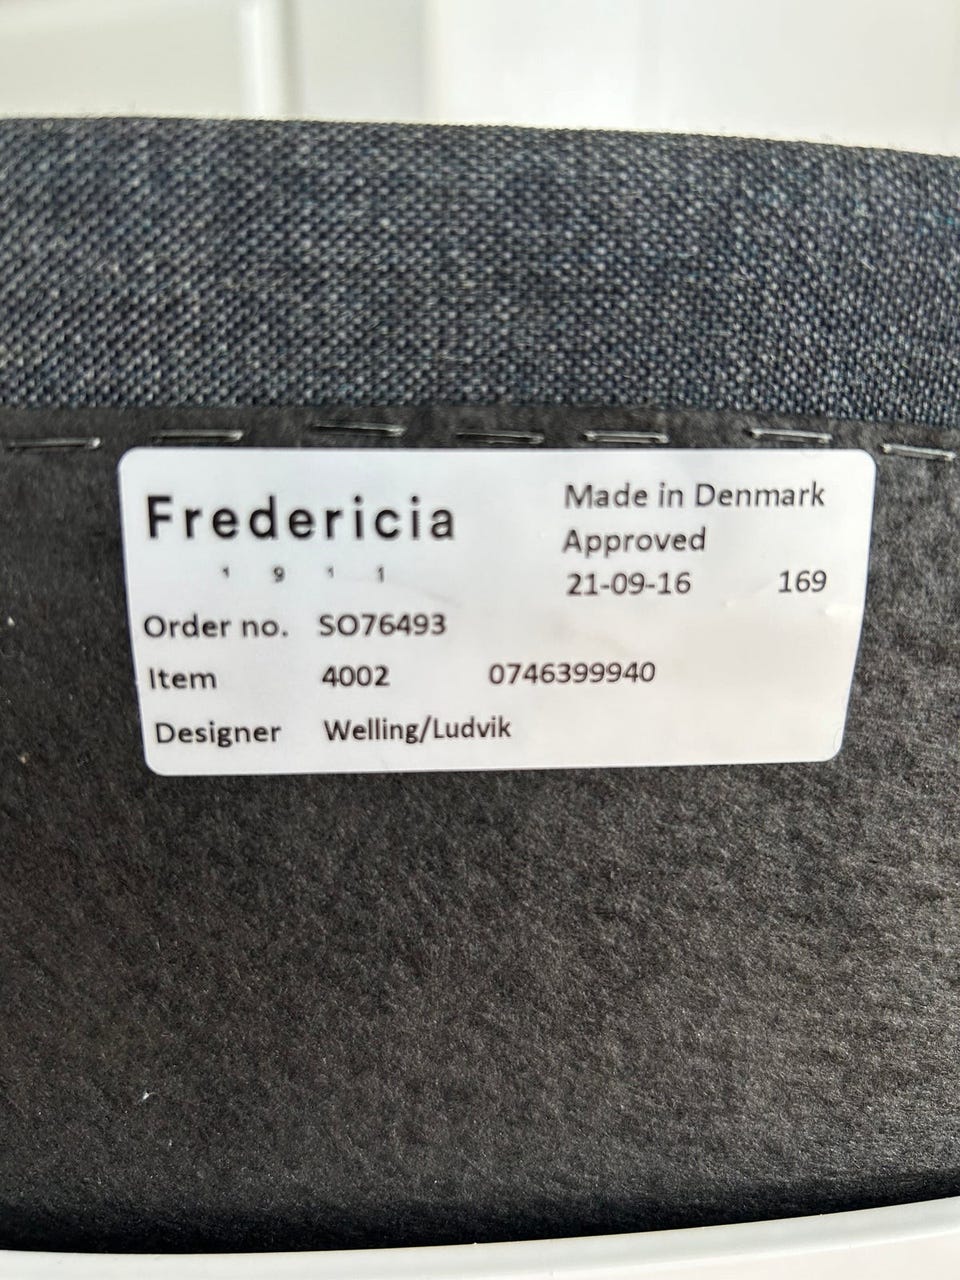 Fredericia
1911
Made in Denmark
Approved
21-09-16 169
Order no. SO76493
Item 4002 0746399940
Designer Welling/Ludvik